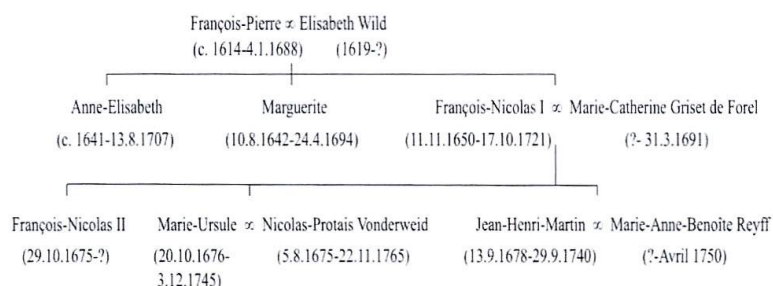 François-Pierre ∝ Elisabeth Wild
(c. 1614-4.1.1688) (1619-?)
Anne-Elisabeth Marguerite François-Nicolas I ∝ Marie-Catherine Griset de Forel
(c. 1641-13.8.1707) (10.8.1642-24.4.1694) (11.11.1650-17.10.1721) (?- 31.3.1691)
François-Nicolas II Marie-Ursule ∝ Nicolas-Protais Vonderweid Jean-Henri-Martin ∝ Marie-Anne-Benoîte Reyff
(29.10.1675-?) (20.10.1676- (5.8.1675-22.11.1765) (13.9.1678-29.9.1740) (?-Avril 1750)
3.12.1745)